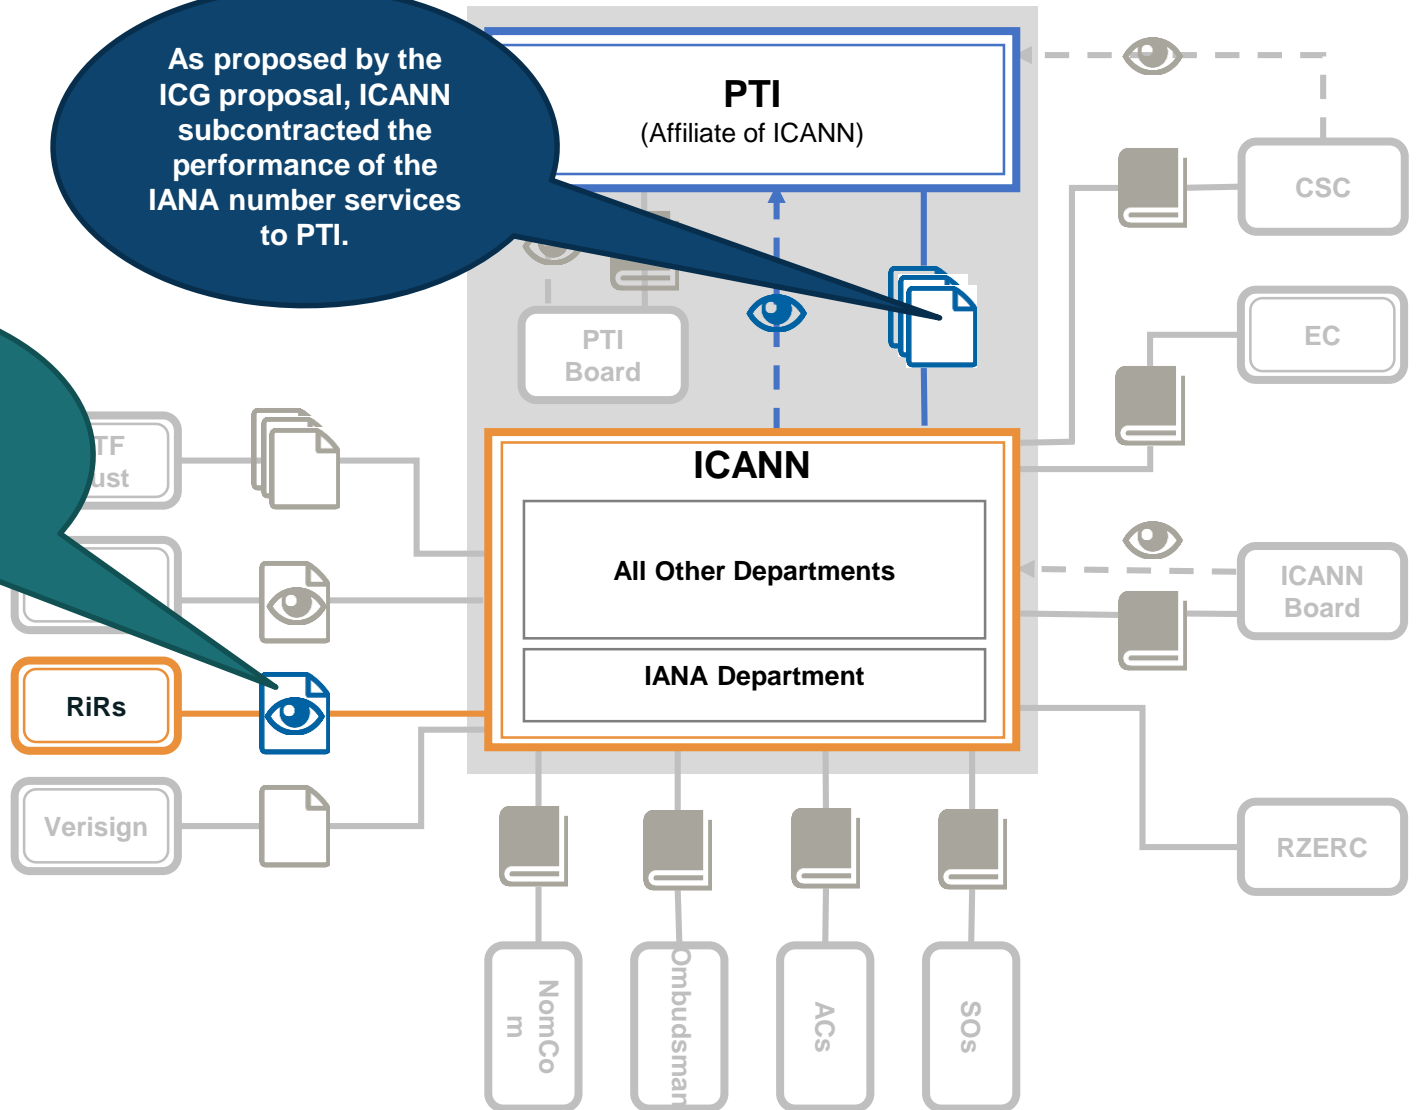 As proposed by the
ICG proposal, ICANN
subcontracted the
performance of the
IANA number services
to PTI.
PTI
(Affiliate of ICANN)
CSC
EC
PTI
Board
TF
ust
ICANN
All Other Departments
ICANN
Board
IANA Department
RiRs
Verisign
RZERC
NomCo
m
Ombudsman
ACs
SOs